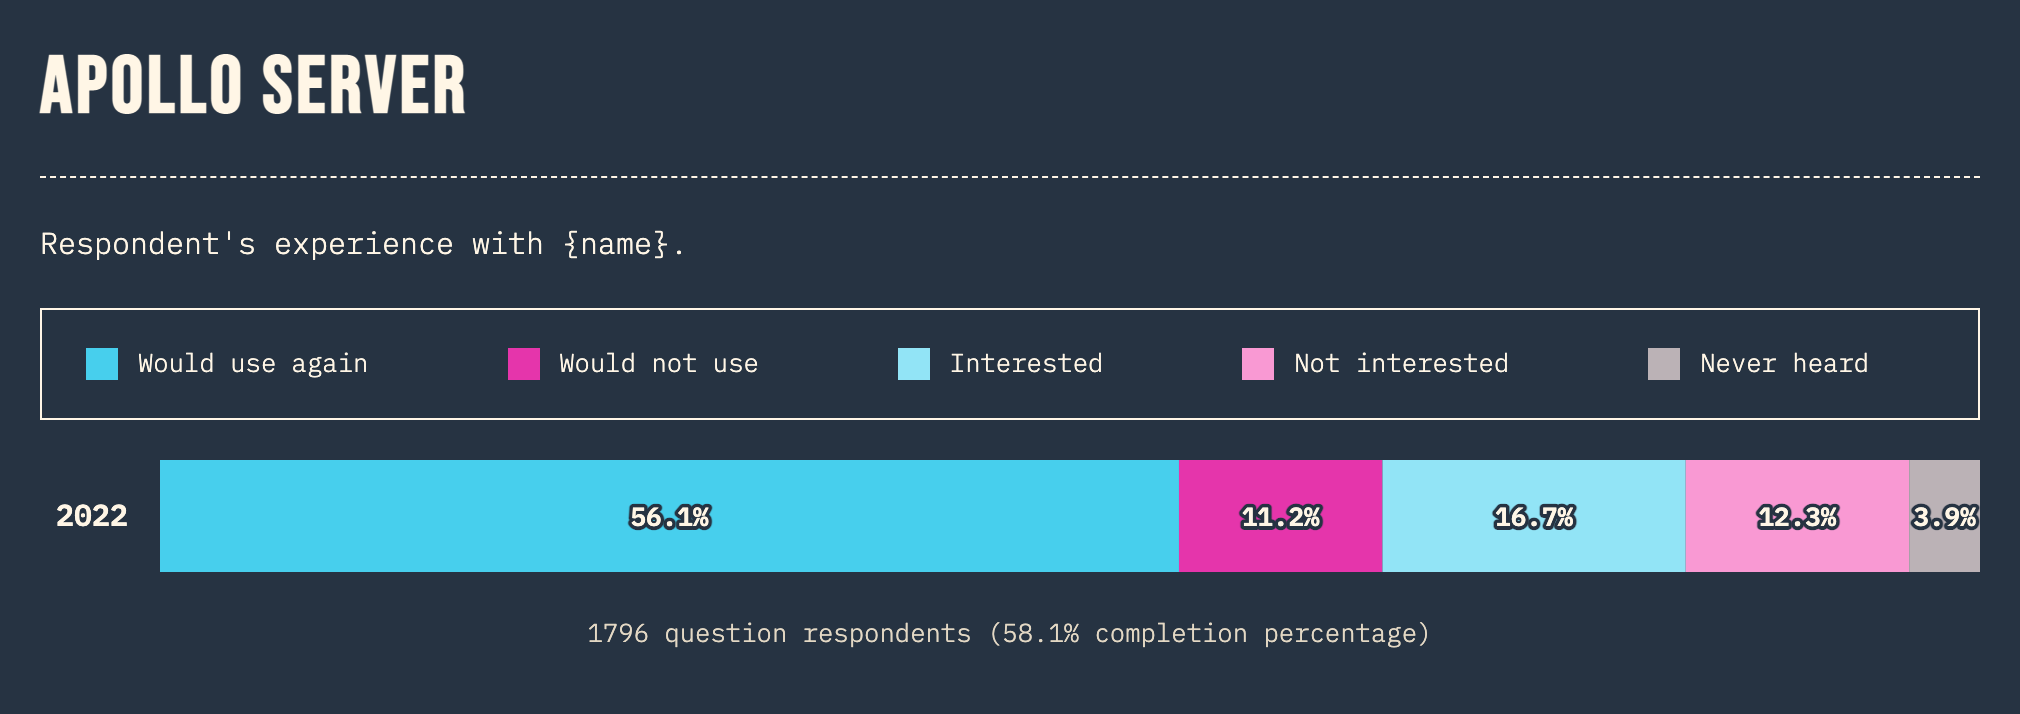 APOLLO SERVER
Respondent's experience with {name}.
Would use again Would not use Interested Not interested Never heard
2022 56.1% 11.2% 16.7% 12.3% 3.9%
1796 question respondents (58.1% completion percentage)